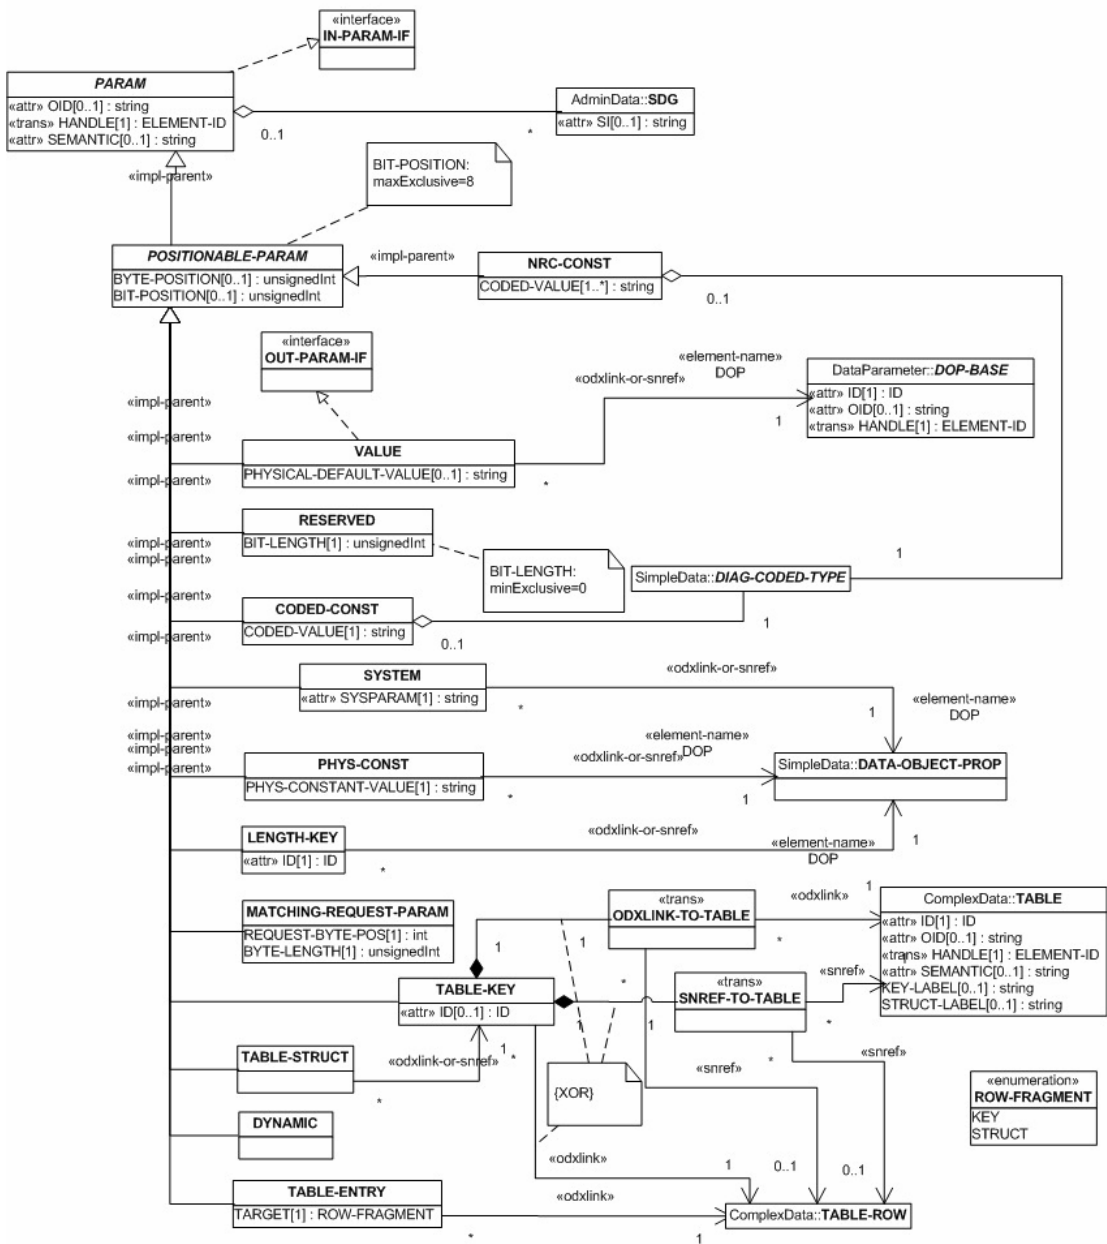 «interface»
IN-PARAM-IF
PARAM
«attr» OID[0..1] : string
«trans» HANDLE[1] : ELEMENT-ID
«attr» SEMANTIC[0..1] : string
0..1
*
AdminData::SDG
«attr» SI[0..1] : string
«impl-parent»
BIT-POSITION:
maxExclusive=8
POSITIONABLE-PARAM
BYTE-POSITION[0..1] : unsignedInt
BIT-POSITION[0..1] : unsignedInt
«impl-parent»
NRC-CONST
CODED-VALUE[1..*] : string
0..1
«interface»
OUT-PARAM-IF
«element-name»
DOP
«odxlink-or-snref»
DataParameter::DOP-BASE
«attr» ID[1] : ID
«attr» OID[0..1] : string
«trans» HANDLE[1] : ELEMENT-ID
1
«impl-parent»
«impl-parent»
VALUE
PHYSICAL-DEFAULT-VALUE[0..1] : string
*
«impl-parent»
«impl-parent»
RESERVED
BIT-LENGTH[1] : unsignedInt
«impl-parent»
«impl-parent»
BIT-LENGTH:
minExclusive=0
1
SimpleData::DIAG-CODED-TYPE
1
«impl-parent»
CODED-CONST
CODED-VALUE[1] : string
0..1
«impl-parent»
SYSTEM
«attr» SYSPARAM[1] : string
*
«odxlink-or-snref»
«element-name»
DOP
1
«impl-parent»
«impl-parent»
«impl-parent»
«impl-parent»
PHYS-CONST
PHYS-CONSTANT-VALUE[1] : string
*
«element-name»
DOP
«odxlink-or-snref»
1
SimpleData::DATA-OBJECT-PROP
LENGTH-KEY
«attr» ID[1] : ID
*
«odxlink-or-snref»
«element-name»
DOP
1
MATCHING-REQUEST-PARAM
REQUEST-BYTE-POS[1] : int
BYTE-LENGTH[1] : unsignedInt
1
1
«trans»
ODXLINK-TO-TABLE
«odxlink»
1
*
ComplexData::TABLE
«attr» ID[1] : ID
«attr» OID[0..1] : string
«trans» HANDLE[1] : ELEMENT-ID
«attr» SEMANTIC[0..1] : string
KEY-LABEL[0..1] : string
STRUCT-LABEL[0..1] : string
TABLE-KEY
«attr» ID[0..1] : ID
*
1
1
«trans»
SNREF-TO-TABLE
«snref»
*
*
TABLE-STRUCT
*
«odxlink-or-snref»
1
*
{XOR}
«snref»
«snref»
«enumeration»
ROW-FRAGMENT
KEY
STRUCT
DYNAMIC
«odxlink»
1
0..1
0..1
TABLE-ENTRY
TARGET[1] : ROW-FRAGMENT
*
«odxlink»
1
ComplexData::TABLE-ROW